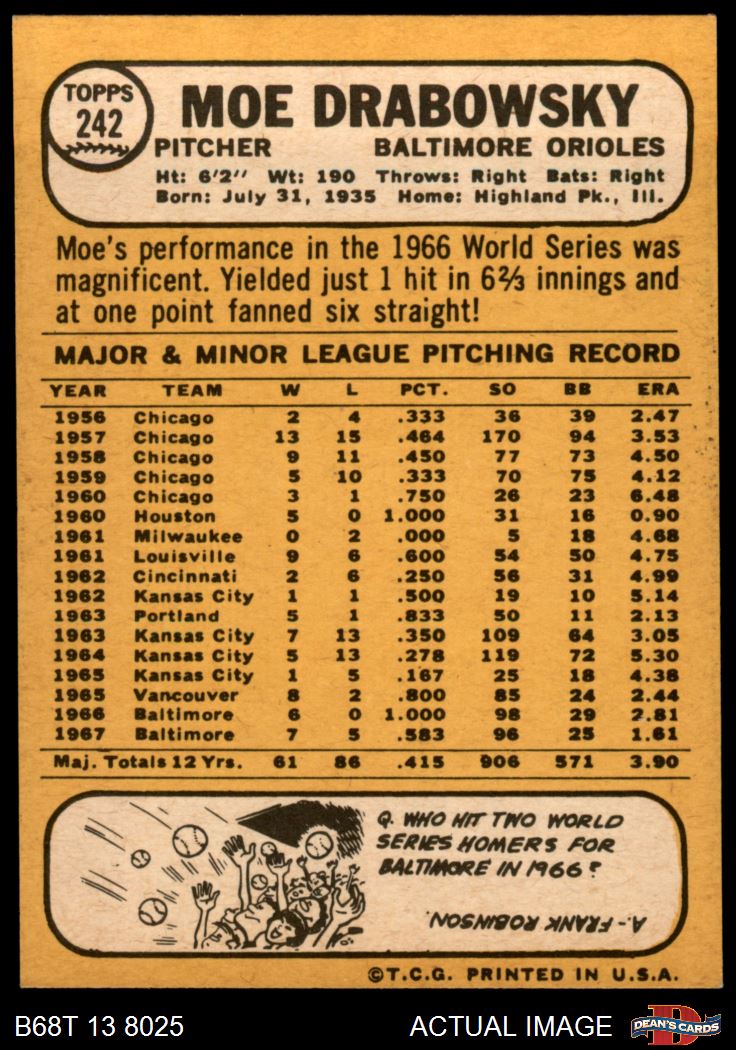 TOPPS
242
MOE DRABOWSKY
PITCHER BALTIMORE ORIOLES
Ht: 6'2" Wt: 190 Throws: Right Bats: Right
Born: July 31, 1935 Home: Highland Pk., Ill.
Moe's performance in the 1966 World Series was
magnificent. Yielded just 1 hit in 6⅔ innings and
at one point fanned six straight!
MAJOR & MINOR LEAGUE PITCHING RECORD
YEAR TEAM W L PCT. SO BB ERA
1956 Chicago 2 4 .333 36 39 2.47
1957 Chicago 13 15 .464 170 94 3.53
1958 Chicago 9 11 .450 77 73 4.50
1959 Chicago 5 10 .333 70 75 4.12
1960 Chicago 3 1 .750 26 23 6.48
1960 Houston 5 0 1.000 31 16 0.90
1961 Milwaukee 0 2 .000 5 18 4.68
1961 Louisville 9 6 .600 54 50 4.75
1962 Cincinnati 2 6 .250 56 31 4.99
1962 Kansas City 1 1 .500 19 10 5.14
1963 Portland 5 1 .833 50 11 2.13
1963 Kansas City 7 13 .350 109 64 3.05
1964 Kansas City 5 13 .278 119 72 5.30
1965 Kansas City 1 5 .167 25 18 4.38
1965 Vancouver 8 2 .800 85 24 2.44
1966 Baltimore 6 0 1.000 98 29 2.81
1967 Baltimore 7 5 .583 96 25 1.61
Maj. Totals 12 Yrs. 61 86 .415 906 571 3.90
Q. WHO HIT TWO WORLD
SERIES HOMERS FOR
BALTIMORE IN 1966?
A.- FRANK ROBINSON
©T.C.G. PRINTED IN U.S.A.
B68T 13 8025 ACTUAL IMAGE D DEAN'S CARDS